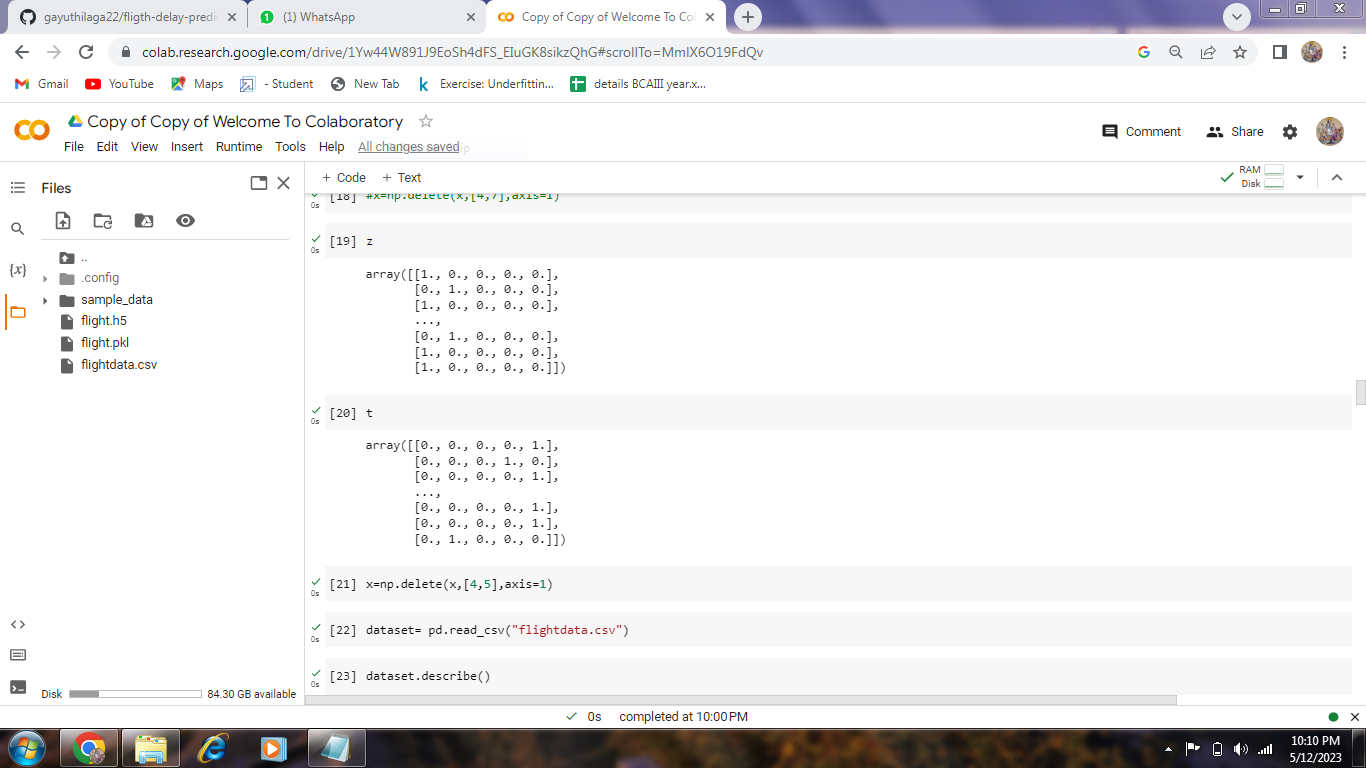 gayuthilaga22/fligth-delay-predi
(1) WhatsApp
Copy of Copy of Welcome To Col
colab.research.google.com/drive/1Yw44W891J9EoSh4dFS_EIuGK8sikzQhG#scrollTo=MmIX6O19FdQv
Gmail YouTube Maps - Student New Tab Exercise: Underfittin... details BCAIII year.x...
Copy of Copy of Welcome To Colaboratory
Comment Share
File Edit View Insert Runtime Tools Help All changes saved
Files
+ Code + Text
RAM
Disk
..
.config
sample_data
flight.h5
flight.pkl
flightdata.csv
Disk 84.30 GB available
[18] #x=np.delete(x,[4,7],axis=1)
0s
[19] z
0s
array([[1., 0., 0., 0., 0.],
[0., 1., 0., 0., 0.],
[1., 0., 0., 0., 0.],
...,
[0., 1., 0., 0., 0.],
[1., 0., 0., 0., 0.],
[1., 0., 0., 0., 0.]])
[20] t
0s
array([[0., 0., 0., 0., 1.],
[0., 0., 0., 1., 0.],
[0., 0., 0., 0., 1.],
...,
[0., 0., 0., 0., 1.],
[0., 0., 0., 0., 1.],
[0., 1., 0., 0., 0.]])
[21] x=np.delete(x,[4,5],axis=1)
0s
[22] dataset= pd.read_csv("flightdata.csv")
0s
[23] dataset.describe()
0s
0s completed at 10:00 PM
10:10 PM
5/12/2023